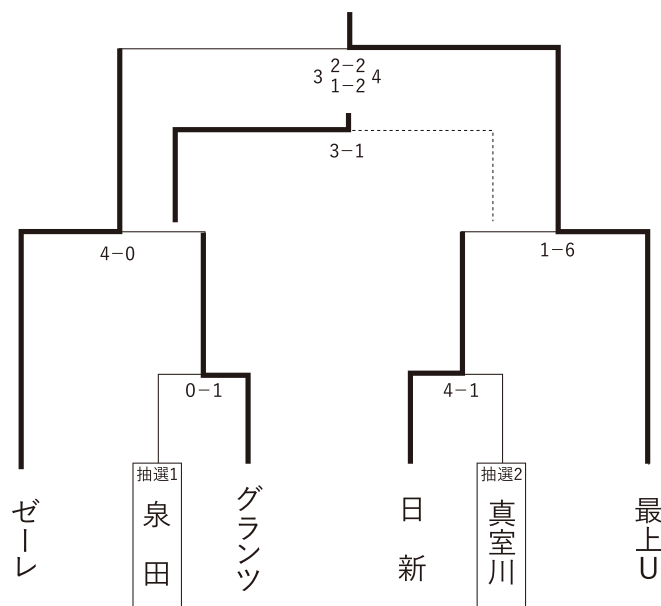 3 2-2 4
1-2
3-1
4-0
1-6
0-1
4-1
抽選1
抽選2
ゼーレ
泉田
グランツ
日新
真室川
最上U